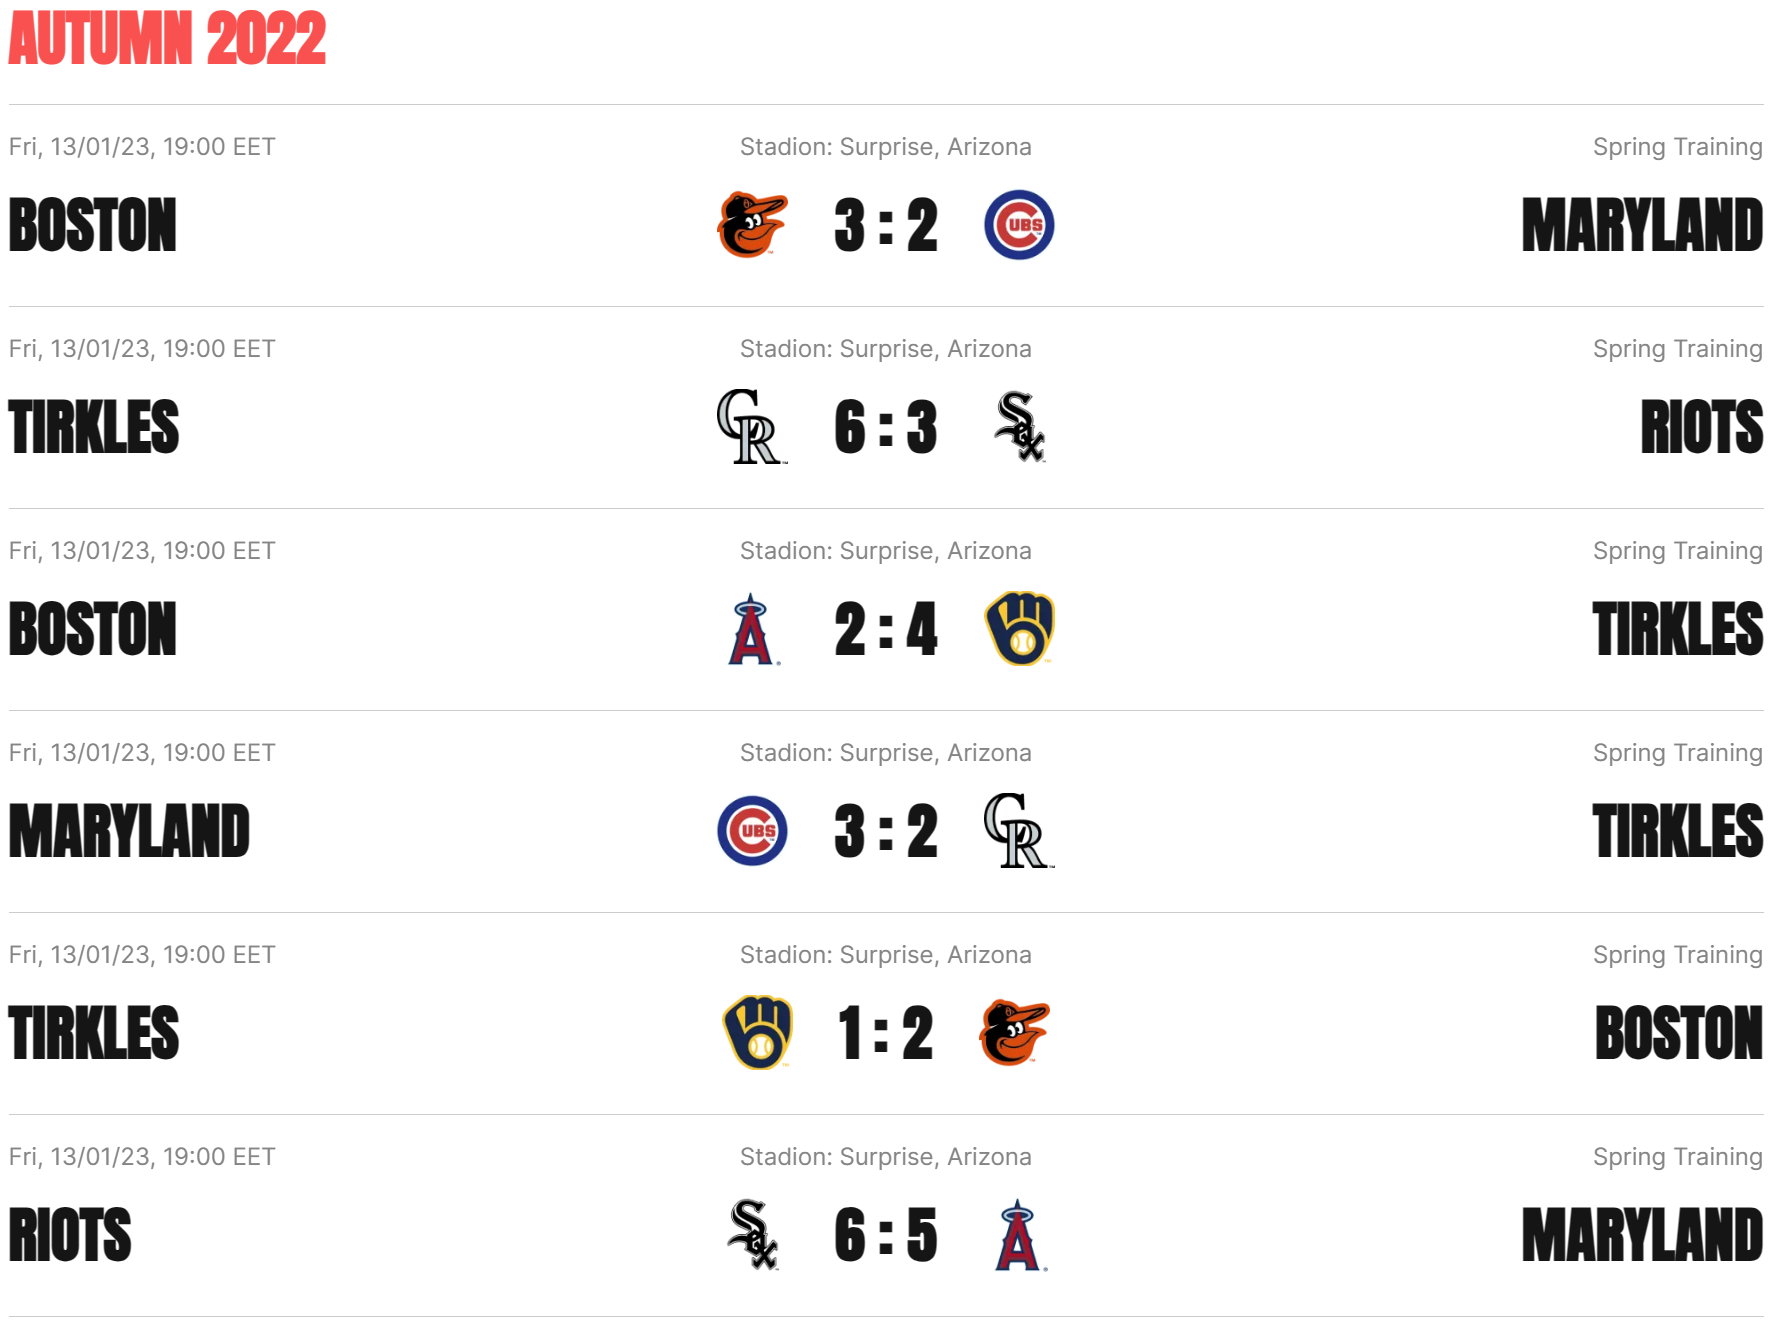 AUTUMN 2022
Fri, 13/01/23, 19:00 EET Stadion: Surprise, Arizona Spring Training
BOSTON 3 : 2 CUBS MARYLAND
Fri, 13/01/23, 19:00 EET Stadion: Surprise, Arizona Spring Training
TIRKLES CR 6 : 3 Sox RIOTS
Fri, 13/01/23, 19:00 EET Stadion: Surprise, Arizona Spring Training
BOSTON A 2 : 4 TIRKLES
Fri, 13/01/23, 19:00 EET Stadion: Surprise, Arizona Spring Training
MARYLAND CUBS 3 : 2 CR TIRKLES
Fri, 13/01/23, 19:00 EET Stadion: Surprise, Arizona Spring Training
TIRKLES 1 : 2 BOSTON
Fri, 13/01/23, 19:00 EET Stadion: Surprise, Arizona Spring Training
RIOTS Sox 6 : 5 A MARYLAND